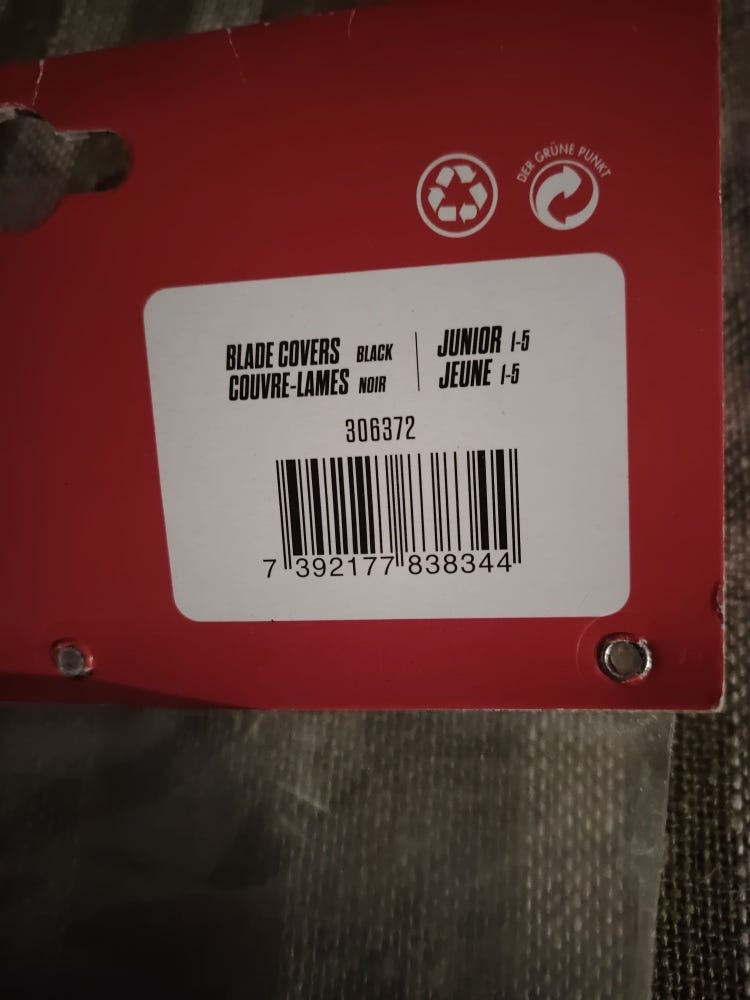 DER GRÜNE PUNKT
BLADE COVERS BLACK
COUVRE-LAMES NOIR
JUNIOR 1-5
JEUNE 1-5
306372
7 392177 838344